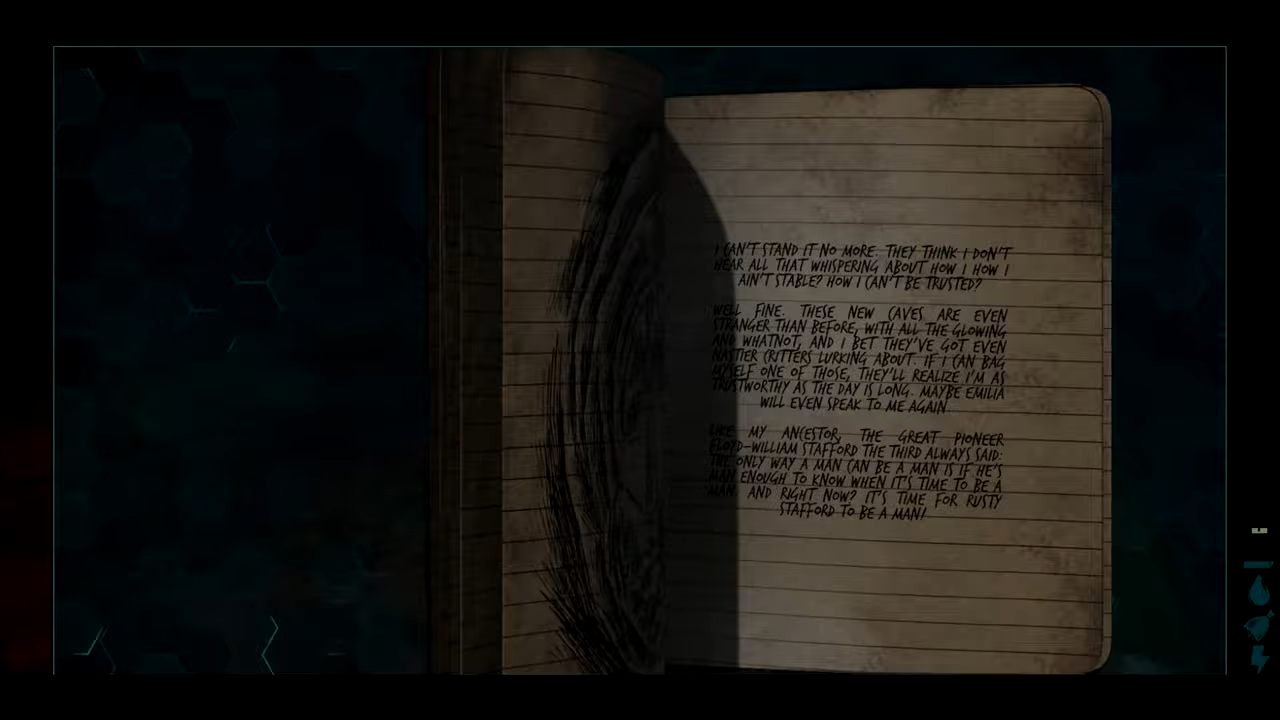 I CAN'T STAND IT NO MORE. THEY THINK I DON'T
HEAR ALL THAT WHISPERING ABOUT HOW I HOW I
AIN'T STABLE? HOW I CAN'T BE TRUSTED?
WELL FINE. THESE NEW CAVES ARE EVEN
STRANGER THAN BEFORE, WITH ALL THE GLOWING
AND WHATNOT, AND I BET THEY'VE GOT EVEN
NASTIER CRITTERS LURKING ABOUT. IF I CAN BAG
MYSELF ONE OF THOSE, THEY'LL REALIZE I'M AS
TRUSTWORTHY AS THE DAY IS LONG. MAYBE EMILIA
WILL EVEN SPEAK TO ME AGAIN.
LIKE MY ANCESTOR, THE GREAT PIONEER
FLOYD-WILLIAM STAFFORD THE THIRD ALWAYS SAID:
THE ONLY WAY A MAN CAN BE A MAN IS IF HE'S
MAN ENOUGH TO KNOW WHEN IT'S TIME TO BE A
MAN. AND RIGHT NOW? IT'S TIME FOR RUSTY
STAFFORD TO BE A MAN!